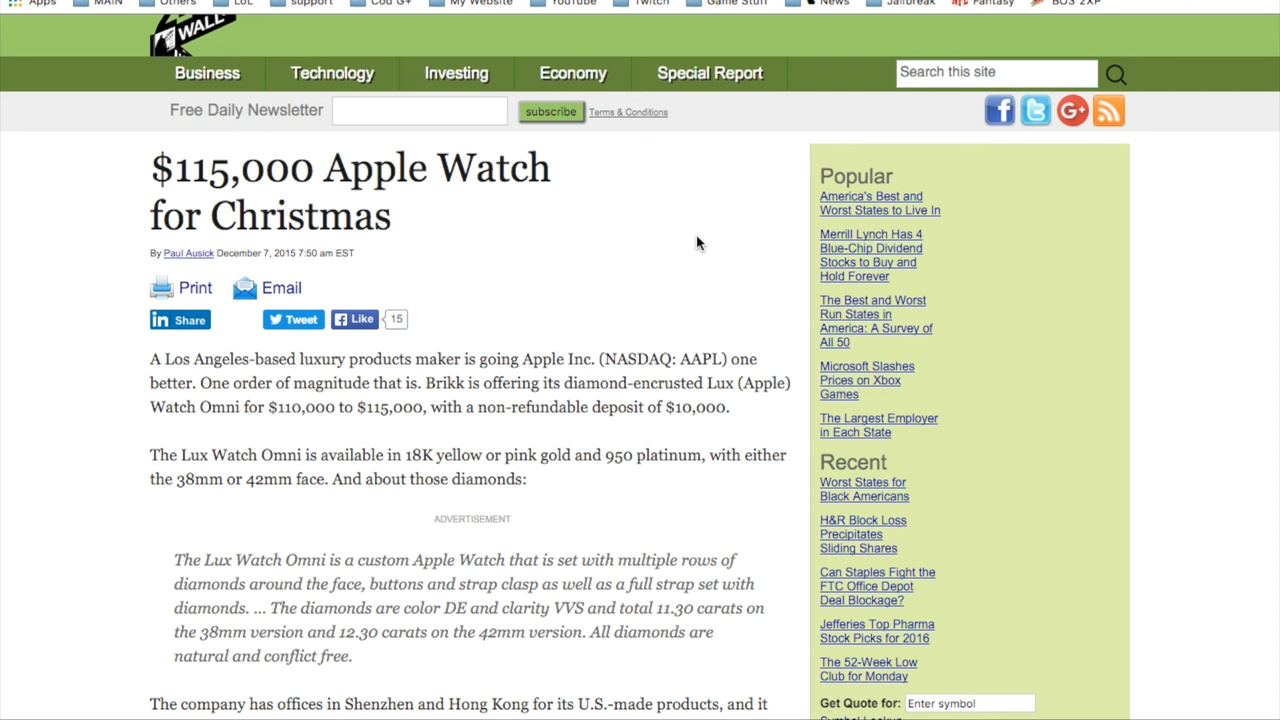 Apps MAIN Others LoL support Cod G+ My Website YouTube Twitch Game Stuff News Jailbreak Fantasy BO3 2XP
WALL
Business Technology Investing Economy Special Report Search this site
Free Daily Newsletter subscribe Terms & Conditions
$115,000 Apple Watch
for Christmas
By Paul Ausick December 7, 2015 7:50 am EST
Print Email
in Share Tweet Like 15
A Los Angeles-based luxury products maker is going Apple Inc. (NASDAQ: AAPL) one
better. One order of magnitude that is. Brikk is offering its diamond-encrusted Lux (Apple)
Watch Omni for $110,000 to $115,000, with a non-refundable deposit of $10,000.
The Lux Watch Omni is available in 18K yellow or pink gold and 950 platinum, with either
the 38mm or 42mm face. And about those diamonds:
ADVERTISEMENT
The Lux Watch Omni is a custom Apple Watch that is set with multiple rows of
diamonds around the face, buttons and strap clasp as well as a full strap set with
diamonds. ... The diamonds are color DE and clarity VVS and total 11.30 carats on
the 38mm version and 12.30 carats on the 42mm version. All diamonds are
natural and conflict free.
The company has offices in Shenzhen and Hong Kong for its U.S.-made products, and it
Popular
America's Best and
Worst States to Live In
Merrill Lynch Has 4
Blue-Chip Dividend
Stocks to Buy and
Hold Forever
The Best and Worst
Run States in
America: A Survey of
All 50
Microsoft Slashes
Prices on Xbox
Games
The Largest Employer
in Each State
Recent
Worst States for
Black Americans
H&R Block Loss
Precipitates
Sliding Shares
Can Staples Fight the
FTC Office Depot
Deal Blockage?
Jefferies Top Pharma
Stock Picks for 2016
The 52-Week Low
Club for Monday
Get Quote for: Enter symbol